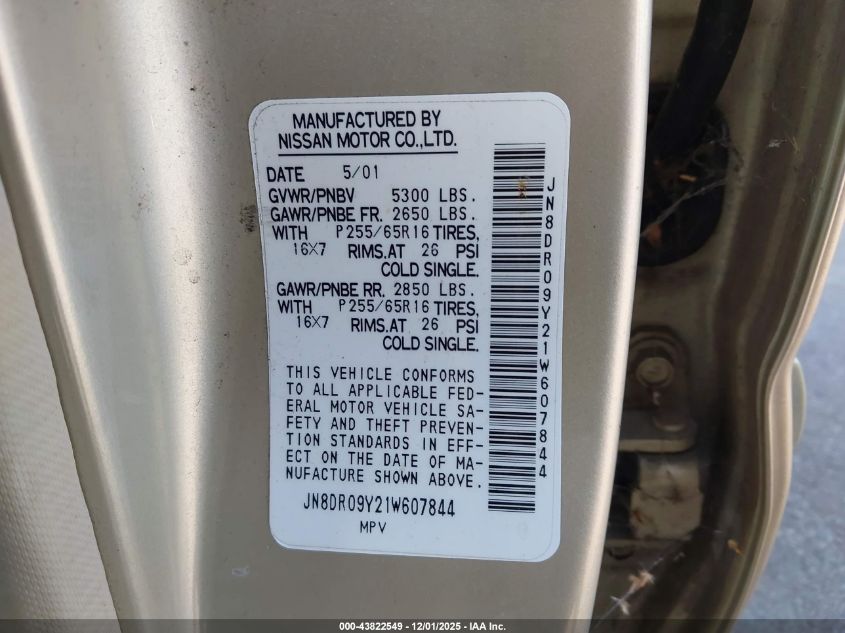 MANUFACTURED BY
NISSAN MOTOR CO.,LTD.
DATE 5/01
GVWR/PNBV 5300 LBS.
GAWR/PNBE FR. 2650 LBS.
WITH P255/65R16 TIRES,
16X7 RIMS.AT 26 PSI
COLD SINGLE.
GAWR/PNBE RR. 2850 LBS.
WITH P255/65R16 TIRES,
16X7 RIMS.AT 26 PSI
COLD SINGLE.
THIS VEHICLE CONFORMS
TO ALL APPLICABLE FED-
ERAL MOTOR VEHICLE SA-
FETY AND THEFT PREVEN-
TION STANDARDS IN EFF-
ECT ON THE DATE OF MA-
NUFACTURE SHOWN ABOVE.
JN8DR09Y21W607844
MPV
JN8DR09Y21W607844
000-43822549 - 12/01/2025 - IAA Inc.